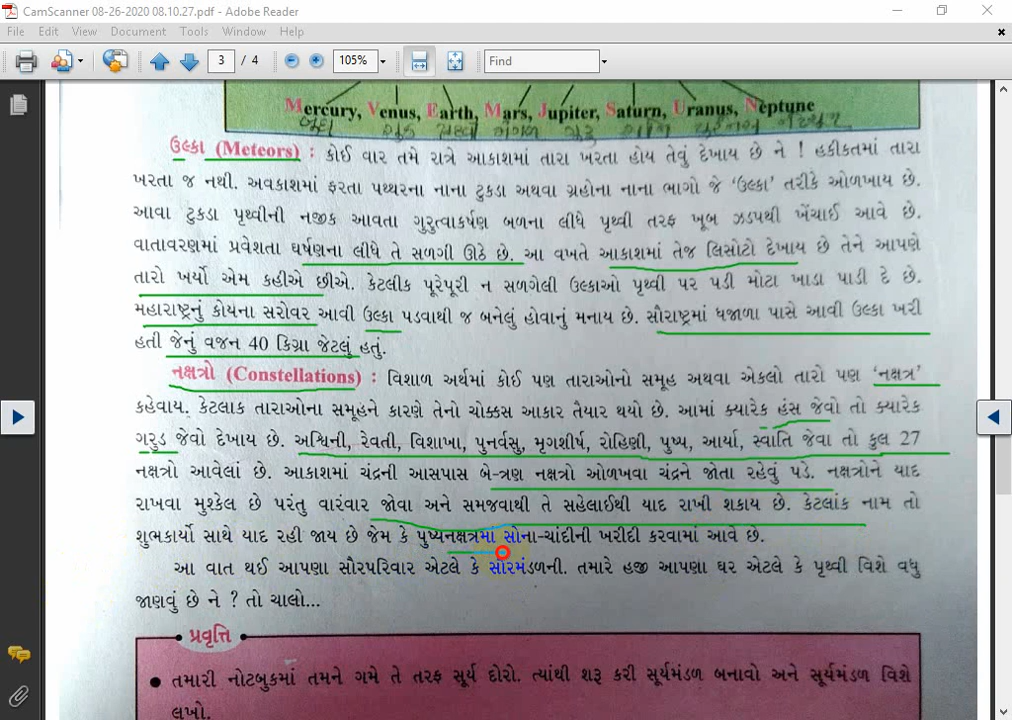 CamScanner 08-26-2020 08.10.27.pdf - Adobe Reader
File Edit View Document Tools Window Help
3 / 4 105% Find
Mercury, Venus, Earth, Mars, Jupiter, Saturn, Uranus, Neptune
બુધ શુક્ર પૃથ્વી મંગળ ગુરુ શનિ યુરેનસ નેપ્ચ્યુન
ઉલ્કા (Meteors) : કોઈ વાર તમે રાત્રે આકાશમાં તારા ખરતા હોય તેવું દેખાય છે ને ! હકીકતમાં તારા
ખરતા જ નથી. અવકાશમાં ફરતા પથ્થરના નાના ટુકડા અથવા ગ્રહોના નાના ભાગો જે ‘ઉલ્કા’ તરીકે ઓળખાય છે.
આવા ટુકડા પૃથ્વીની નજીક આવતા ગુરુત્વાકર્ષણ બળના લીધે પૃથ્વી તરફ ખૂબ ઝડપથી ખેંચાઈ આવે છે.
વાતાવરણમાં પ્રવેશતા ઘર્ષણના લીધે તે સળગી ઊઠે છે. આ વખતે આકાશમાં તેજ લિસોટો દેખાય છે તેને આપણે
તારો ખર્યો એમ કહીએ છીએ. કેટલીક પૂરેપૂરી ન સળગેલી ઉલ્કાઓ પૃથ્વી પર પડી મોટા ખાડા પાડી દે છે.
મહારાષ્ટ્રનું કોયના સરોવર આવી ઉલ્કા પડવાથી જ બનેલું હોવાનું મનાય છે. સૌરાષ્ટ્રમાં ધજાળા પાસે આવી ઉલ્કા ખરી
હતી જેનું વજન 40 કિગ્રા જેટલું હતું.
નક્ષત્રો (Constellations) : વિશાળ અર્થમાં કોઈ પણ તારાઓનો સમૂહ અથવા એકલો તારો પણ ‘નક્ષત્ર’
કહેવાય. કેટલાક તારાઓના સમૂહને કારણે તેનો ચોક્કસ આકાર તૈયાર થયો છે. આમાં ક્યારેક હંસ જેવો તો ક્યારેક
ગરુડ જેવો દેખાય છે. અશ્વિની, રેવતી, વિશાખા, પુનર્વસુ, મૃગશીર્ષ, રોહિણી, પુષ્પ, આર્યા, સ્વાતિ જેવા તો કુલ 27
નક્ષત્રો આવેલાં છે. આકાશમાં ચંદ્રની આસપાસ બે-ત્રણ નક્ષત્રો ઓળખવા ચંદ્રને જોતા રહેવું પડે. નક્ષત્રોને યાદ
રાખવા મુશ્કેલ છે પરંતુ વારંવાર જોવા અને સમજવાથી તે સહેલાઈથી યાદ રાખી શકાય છે. કેટલાંક નામ તો
શુભકાર્યો સાથે યાદ રહી જાય છે જેમ કે પુષ્યનક્ષત્રમાં સોના-ચાંદીની ખરીદી કરવામાં આવે છે.
આ વાત થઈ આપણા સૌરપરિવાર એટલે કે સૌરમંડળની. તમારે હજી આપણા ઘર એટલે કે પૃથ્વી વિશે વધુ
જાણવું છે ને ? તો ચાલો...
પ્રવૃત્તિ
● તમારી નોટબુકમાં તમને ગમે તે તરફ સૂર્ય દોરો. ત્યાંથી શરૂ કરી સૂર્યમંડળ બનાવો અને સૂર્યમંડળ વિશે
લખો.